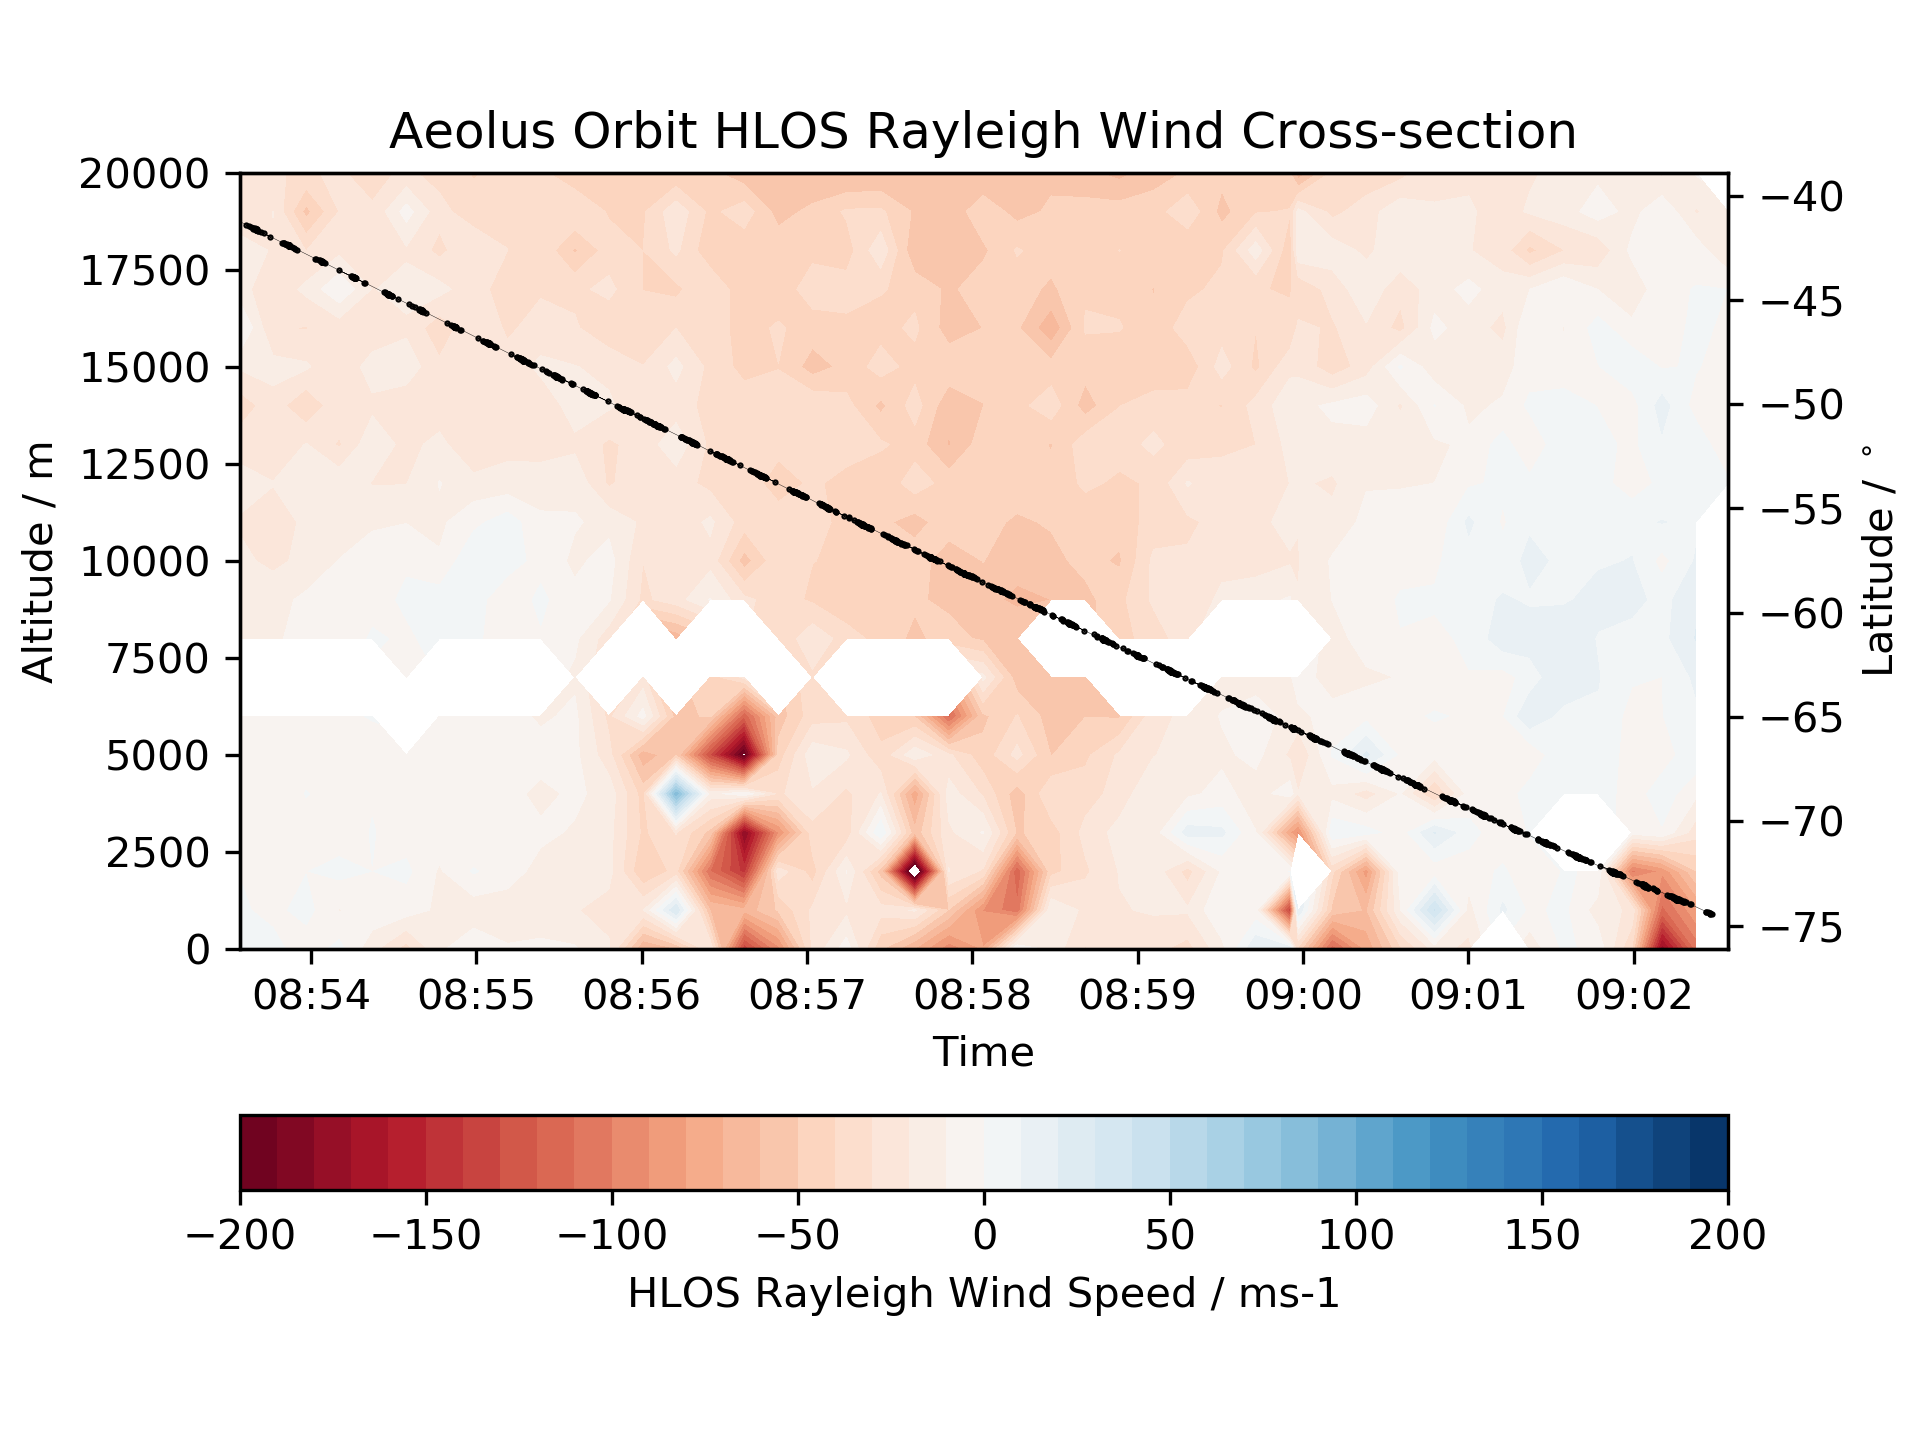 Aeolus Orbit HLOS Rayleigh Wind Cross-section
20000
17500
15000
12500
10000
7500
5000
2500
0
Altitude / m
−40
−45
−50
−55
−60
−65
−70
−75
Latitude / °
08:54 08:55 08:56 08:57 08:58 08:59 09:00 09:01 09:02
Time
−200 −150 −100 −50 0 50 100 150 200
HLOS Rayleigh Wind Speed / ms-1